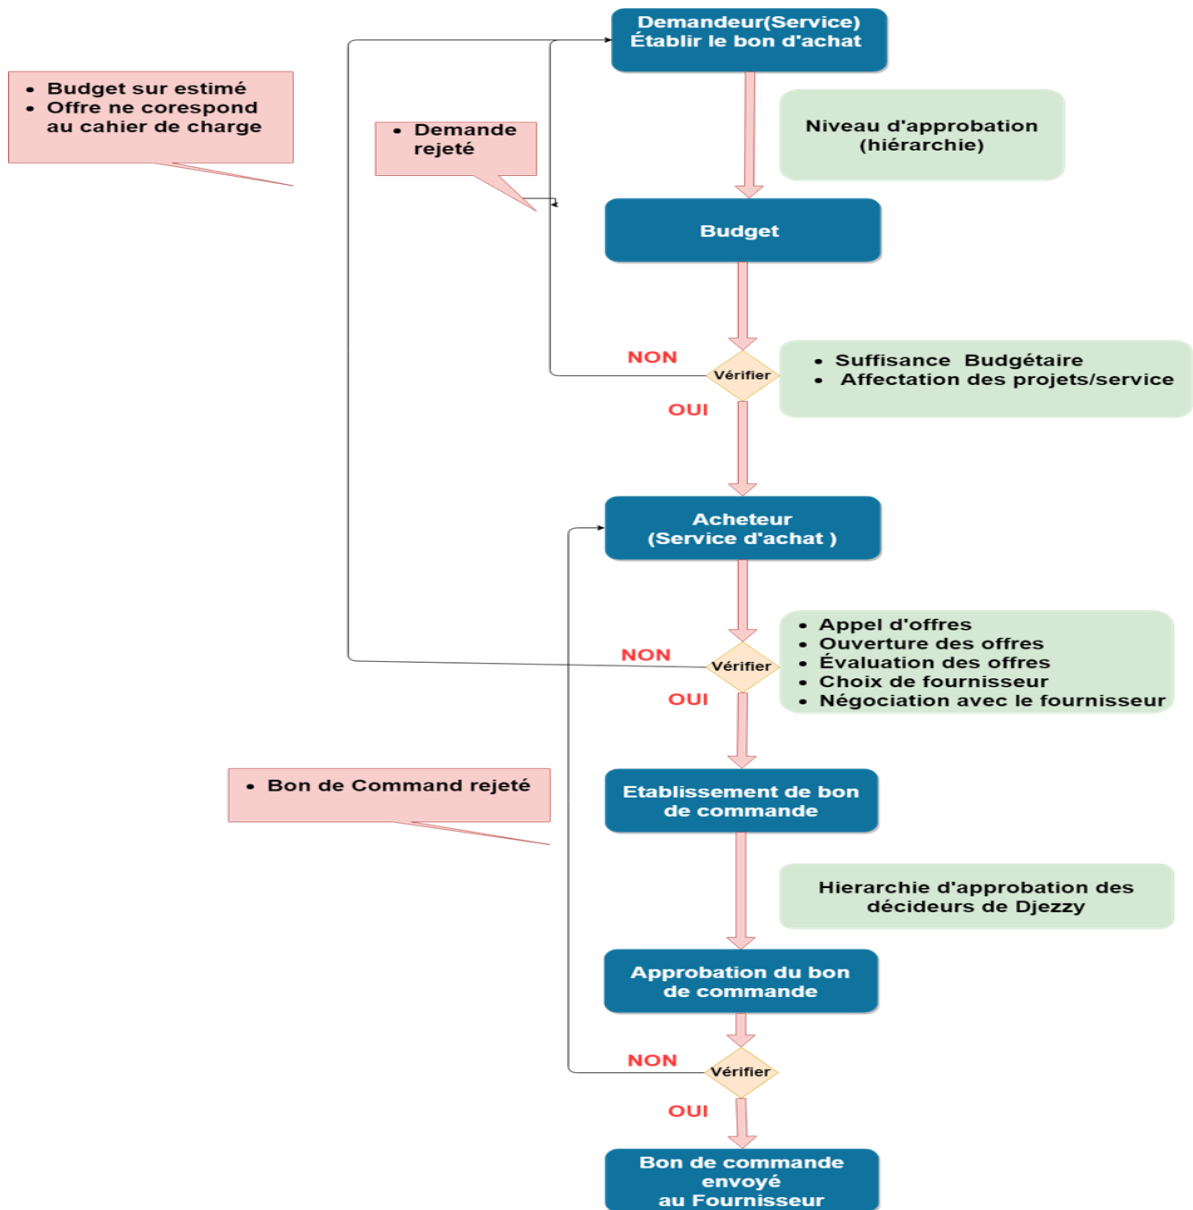 Demandeur(Service)
Établir le bon d'achat
• Budget sur estimé
• Offre ne corespond
au cahier de charge
• Demande
rejeté
Niveau d'approbation
(hiérarchie)
Budget
NON
Vérifier
• Suffisance Budgétaire
• Affectation des projets/service
OUI
Acheteur
(Service d'achat )
• Appel d'offres
• Ouverture des offres
• Évaluation des offres
• Choix de fournisseur
• Négociation avec le fournisseur
NON
Vérifier
OUI
• Bon de Command rejeté
Etablissement de bon
de commande
Hierarchie d'approbation des
décideurs de Djezzy
Approbation du bon
de commande
NON
Vérifier
OUI
Bon de commande
envoyé
au Fournisseur